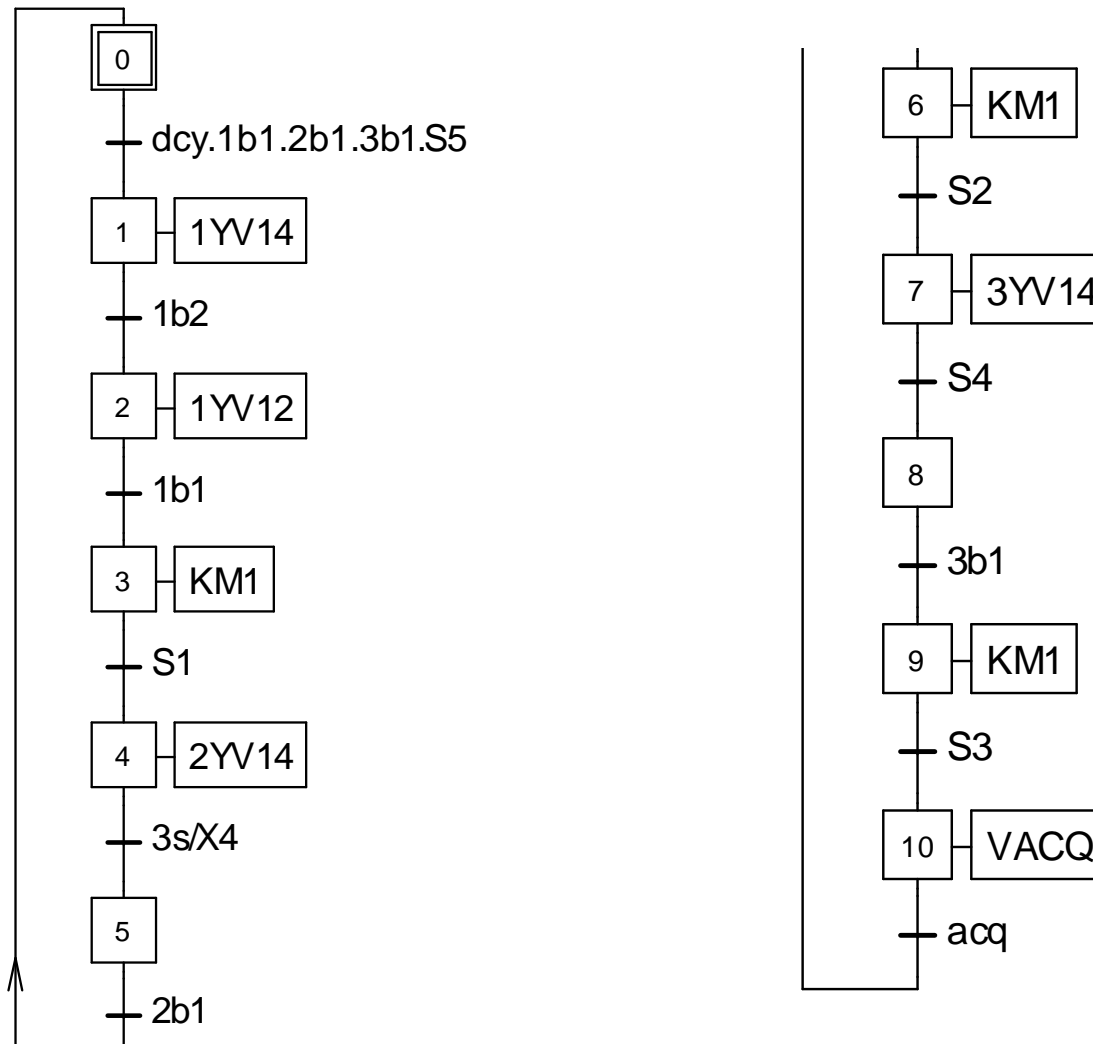 0
dcy.1b1.2b1.3b1.S5
1 1YV14
1b2
2 1YV12
1b1
3 KM1
S1
4 2YV14
3s/X4
5
2b1
6 KM1
S2
7 3YV14
S4
8
3b1
9 KM1
S3
10 VACQ
acq